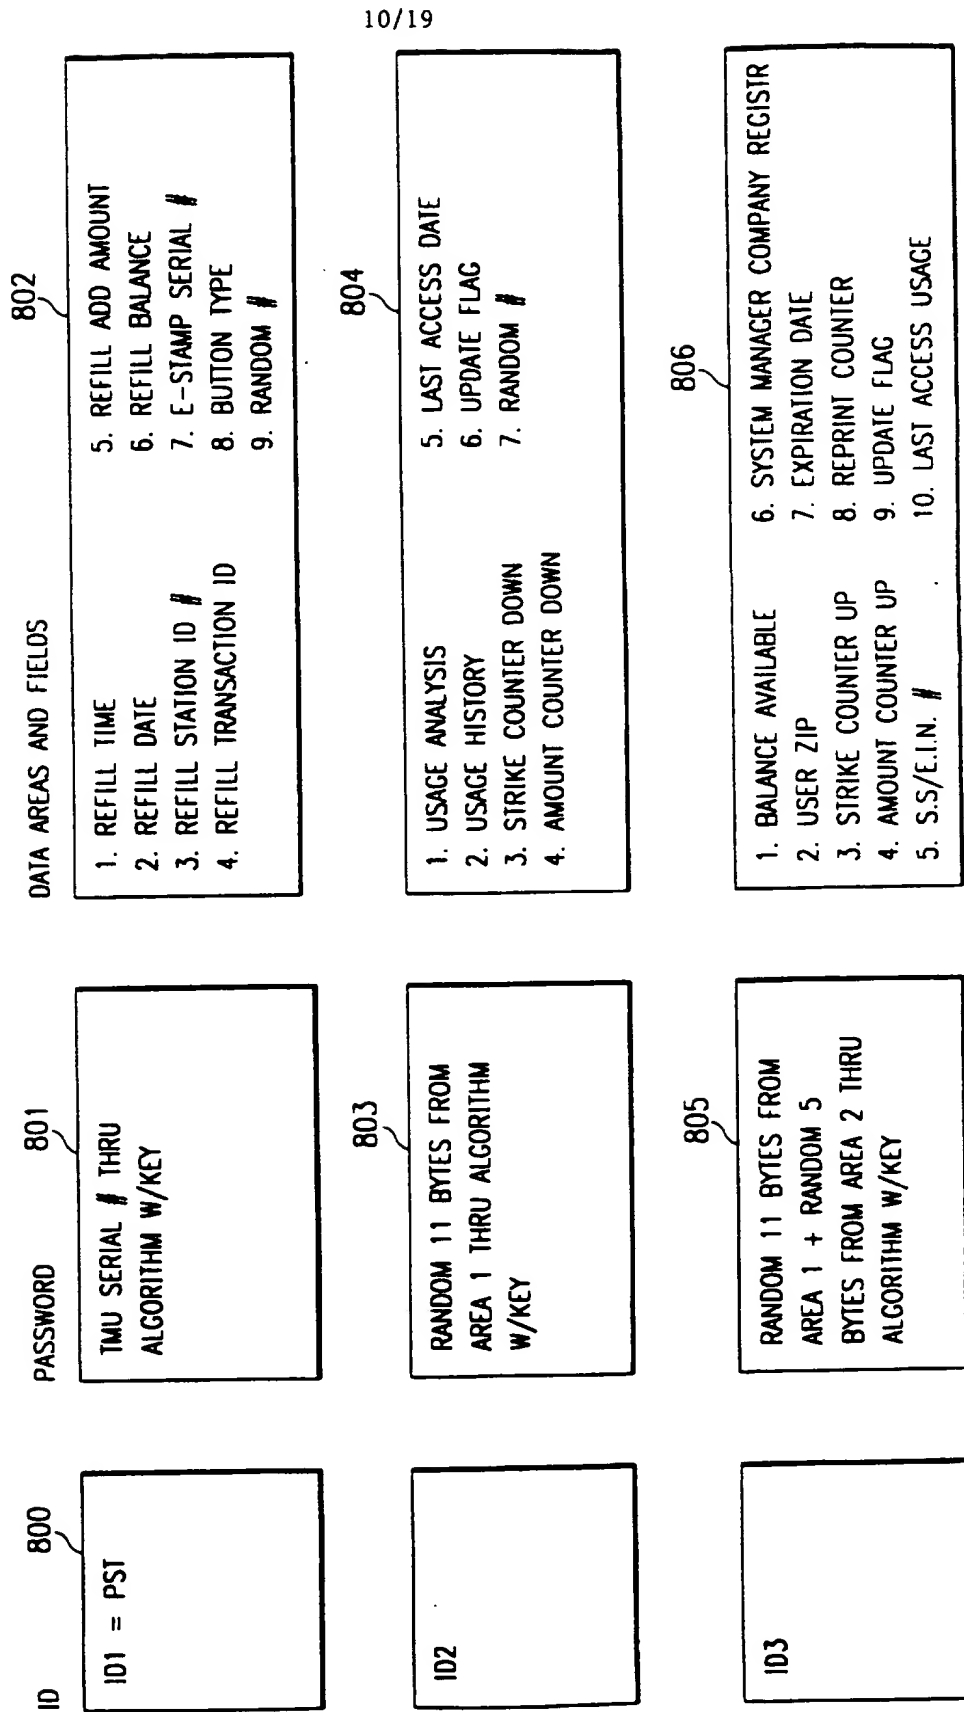 10/19
ID
PASSWORD
DATA AREAS AND FIELDS
800
801
802
ID1 = PST
TMU SERIAL # THRU
ALGORITHM W/KEY
1. REFILL TIME
2. REFILL DATE
3. REFILL STATION ID #
4. REFILL TRANSACTION ID
5. REFILL ADD AMOUNT
6. REFILL BALANCE
7. E-STAMP SERIAL #
8. BUTTON TYPE
9. RANDOM #
803
804
ID2
RANDOM 11 BYTES FROM
AREA 1 THRU ALGORITHM
W/KEY
1. USAGE ANALYSIS
2. USAGE HISTORY
3. STRIKE COUNTER DOWN
4. AMOUNT COUNTER DOWN
5. LAST ACCESS DATE
6. UPDATE FLAG
7. RANDOM #
805
806
ID3
RANDOM 11 BYTES FROM
AREA 1 + RANDOM 5
BYTES FROM AREA 2 THRU
ALGORITHM W/KEY
1. BALANCE AVAILABLE
2. USER ZIP
3. STRIKE COUNTER UP
4. AMOUNT COUNTER UP
5. S.S/E.I.N. #
6. SYSTEM MANAGER COMPANY REGISTR
7. EXPIRATION DATE
8. REPRINT COUNTER
9. UPDATE FLAG
10. LAST ACCESS USAGE